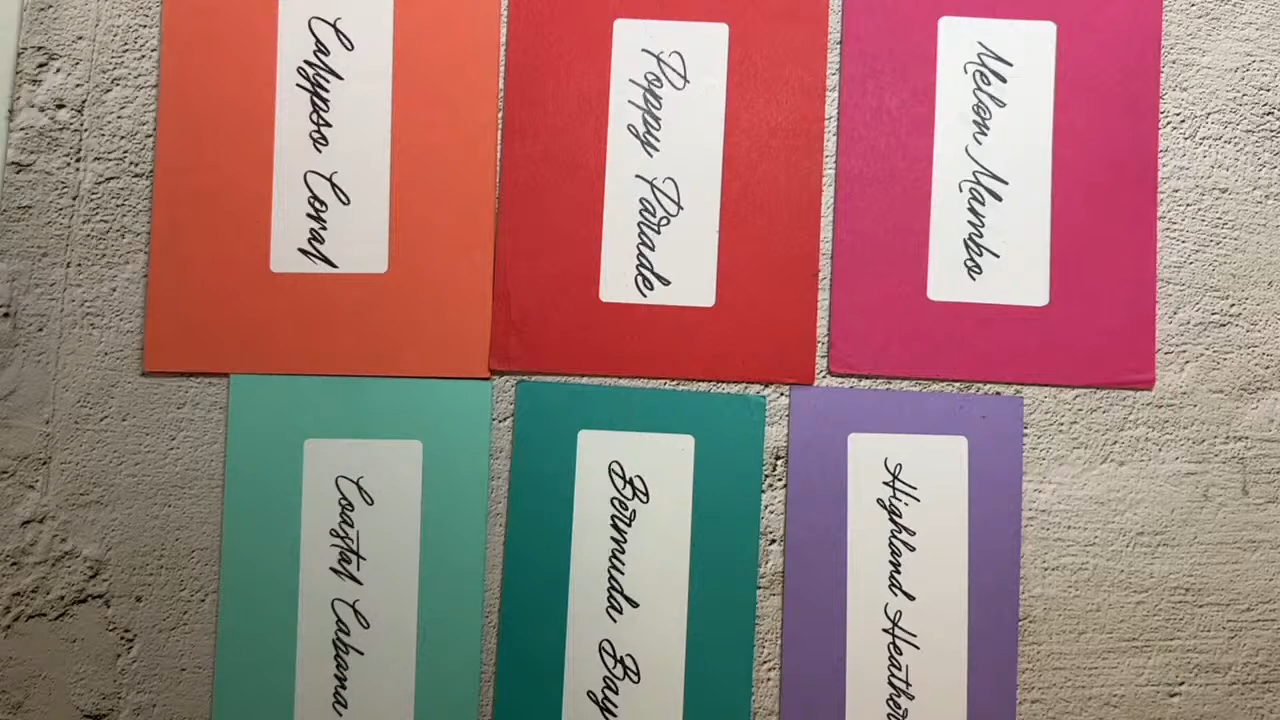 Calypso Coral
Poppy Parade
Melon Mambo
Coastal Cabana
Bermuda Bay
Highland Heather